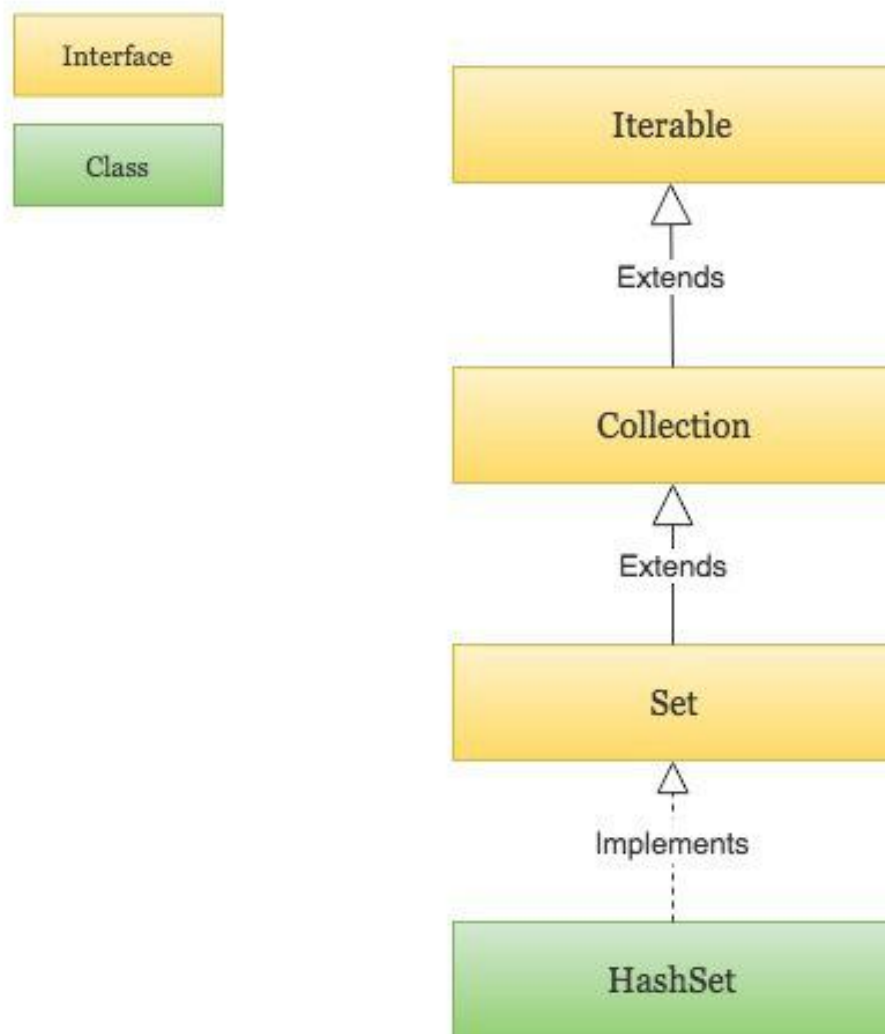 Interface
Class
Iterable
Extends
Collection
Extends
Set
Implements
HashSet